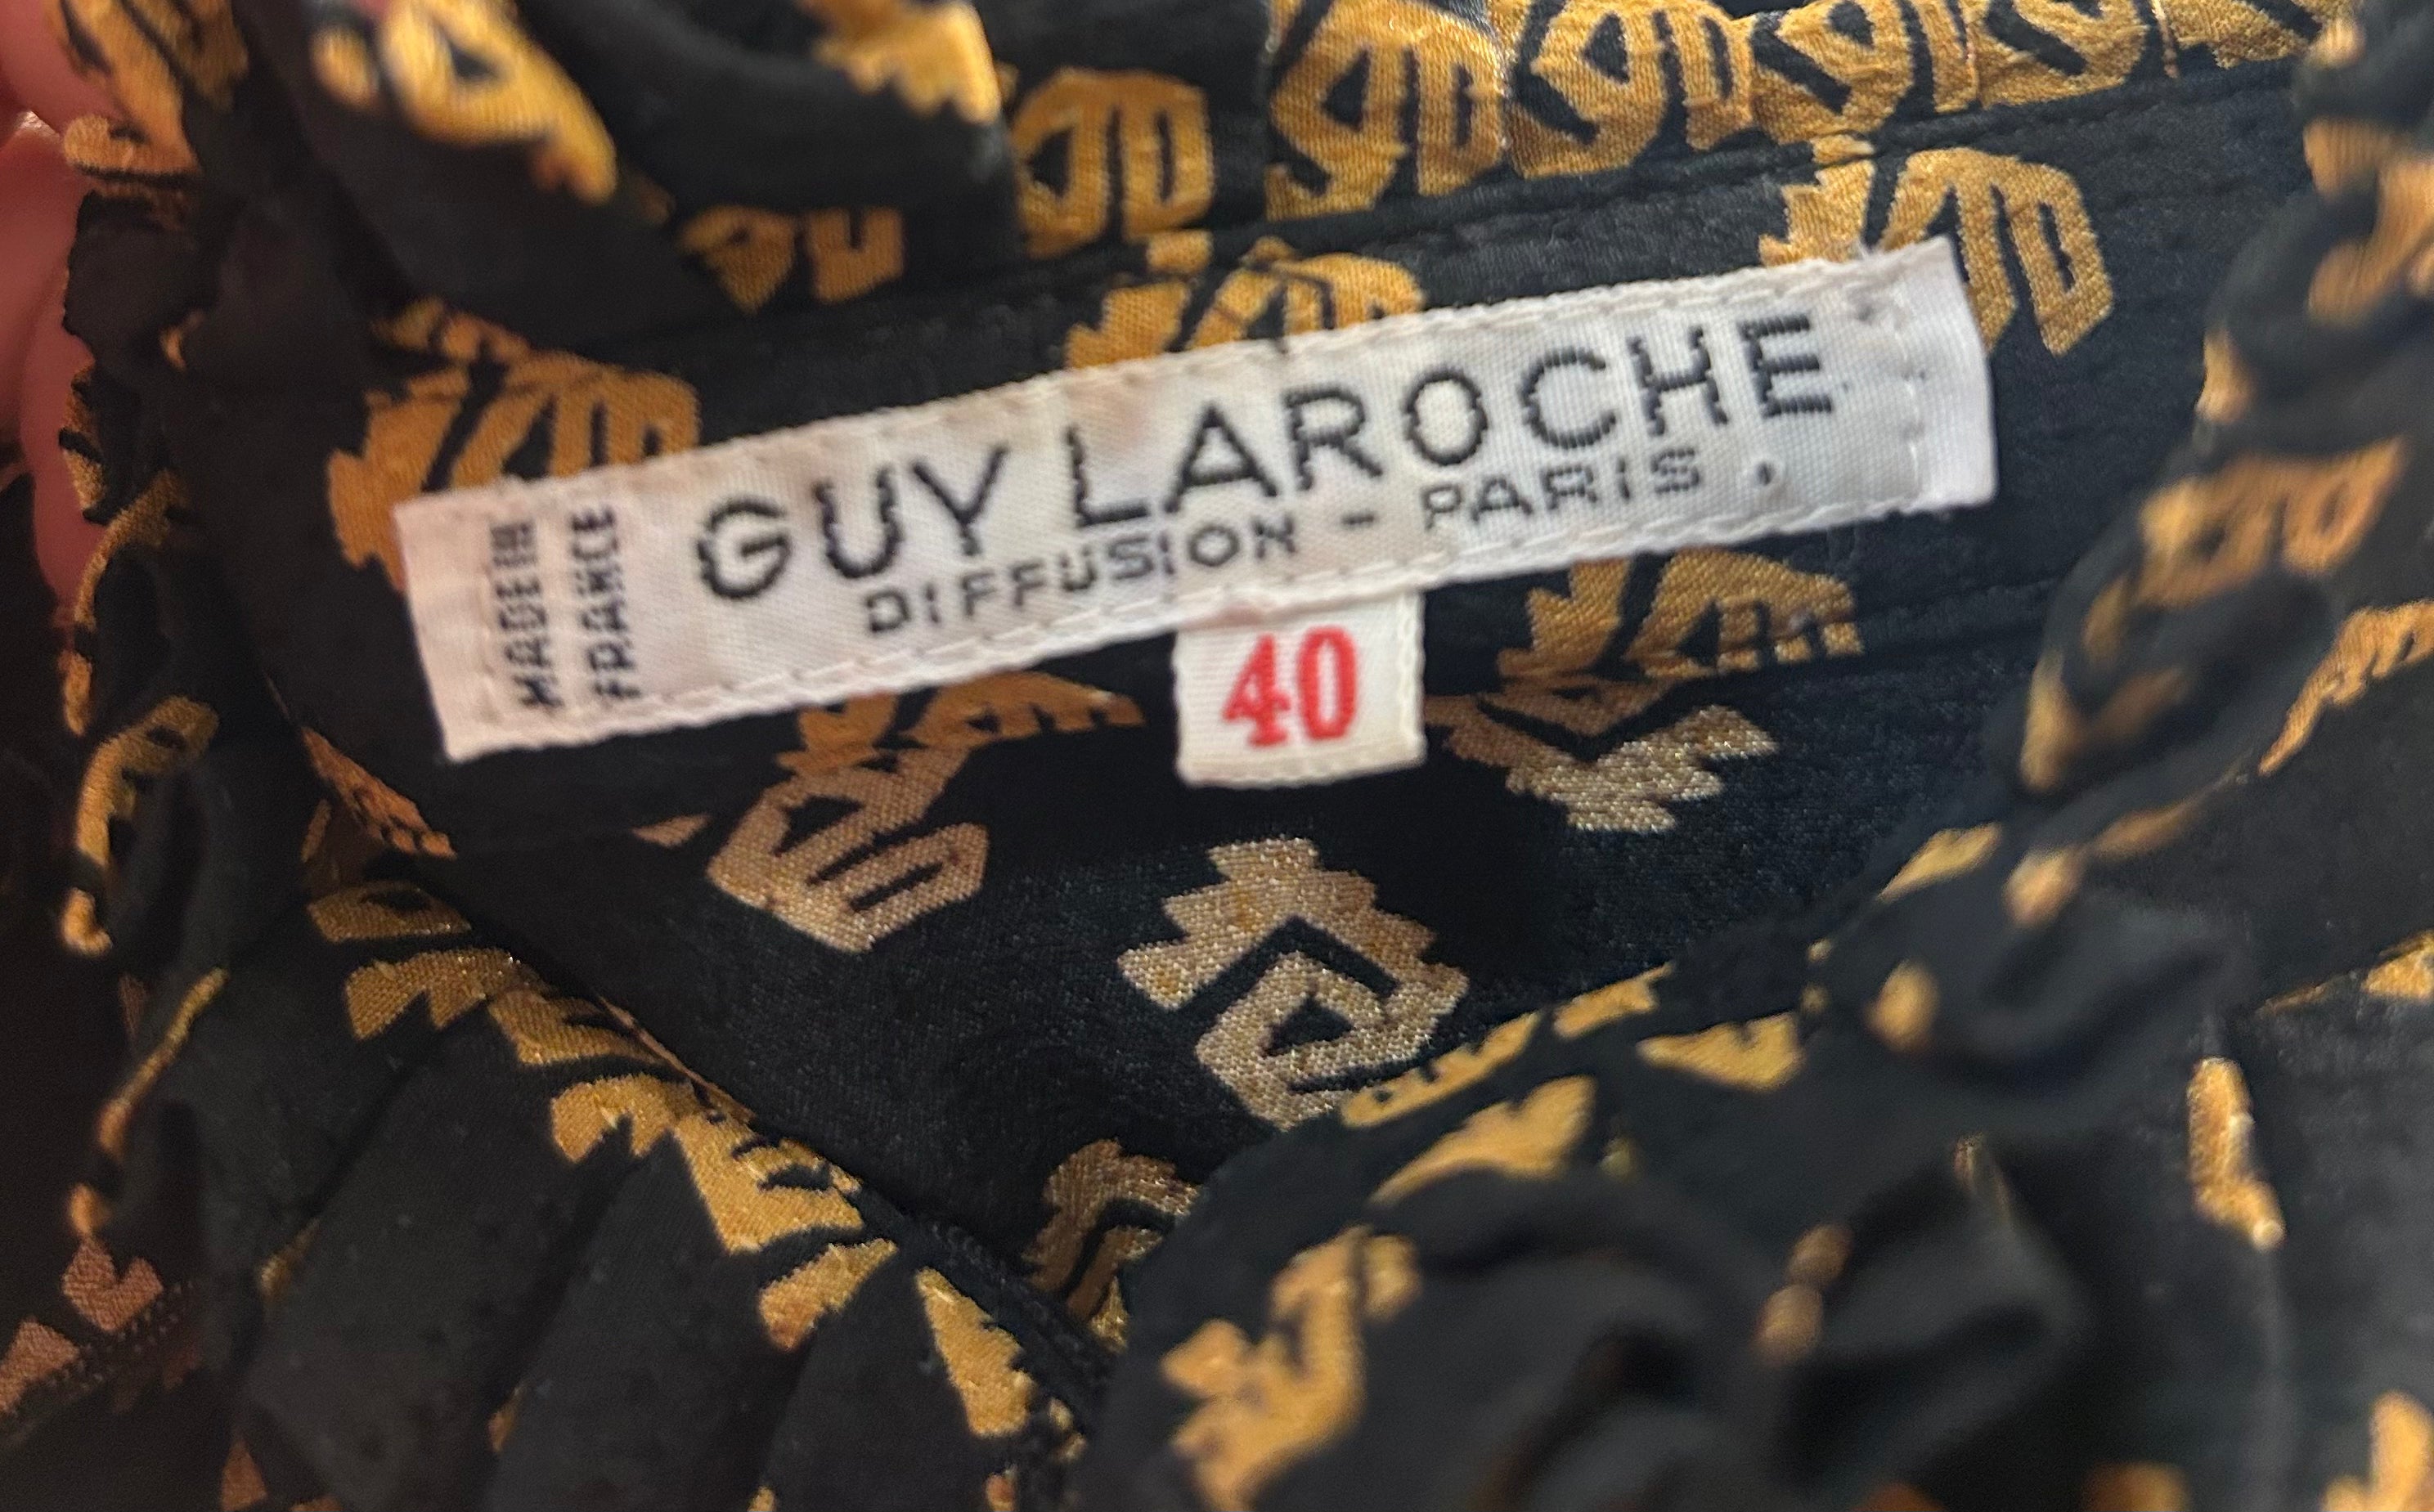 MADE IN
FRANCE
GUY LAROCHE
DIFFUSION - PARIS.
40